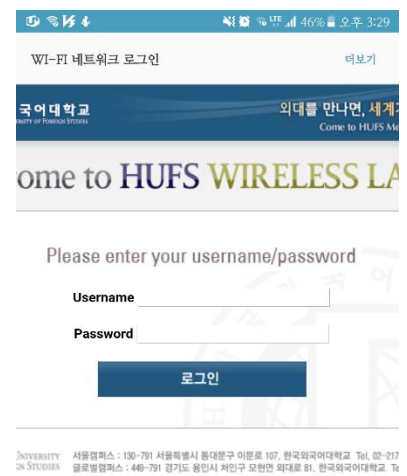 LTE 46% 오후 3:29
WI-FI 네트워크 로그인 더보기
국어대학교 외대를 만나면, 세계
Come to HUFS Me
ome to HUFS WIRELESS LA
Please enter your username/password
Username
Password
로그인
UNIVERSITY 서울캠퍼스 : 130-791 서울특별시 동대문구 이문로 107, 한국외국어대학교 Tel. 02-217
GN STUDIES 글로벌캠퍼스 : 449-791 경기도 용인시 처인구 모현면 외대로 81, 한국외국어대학교 Te